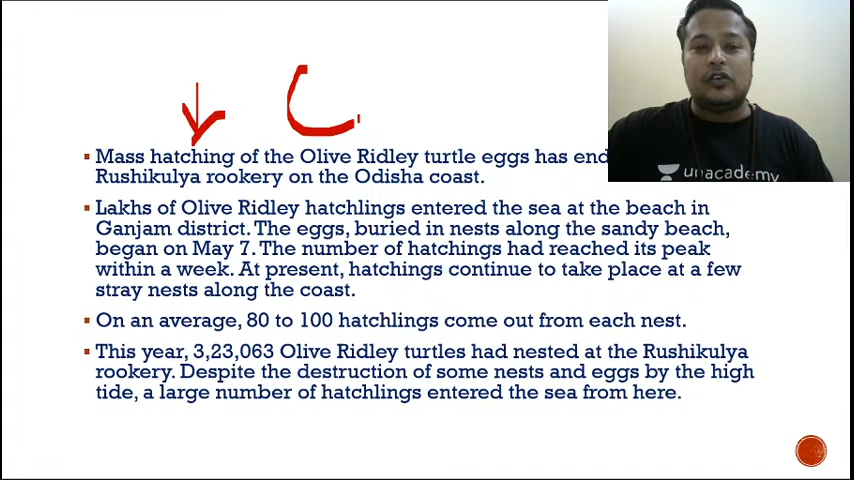 Mass hatching of the Olive Ridley turtle eggs has
Rushikulya rookery on the Odisha coast.
Lakhs of Olive Ridley hatchlings entered the sea at the beach in
Ganjam district. The eggs, buried in nests along the sandy beach,
began on May 7. The number of hatchings had reached its peak
within a week. At present, hatchings continue to take place at a few
stray nests along the coast.
On an average, 80 to 100 hatchlings come out from each nest.
This year, 3,23,063 Olive Ridley turtles had nested at the Rushikulya
rookery. Despite the destruction of some nests and eggs by the high
tide, a large number of hatchlings entered the sea from here.
unacademy